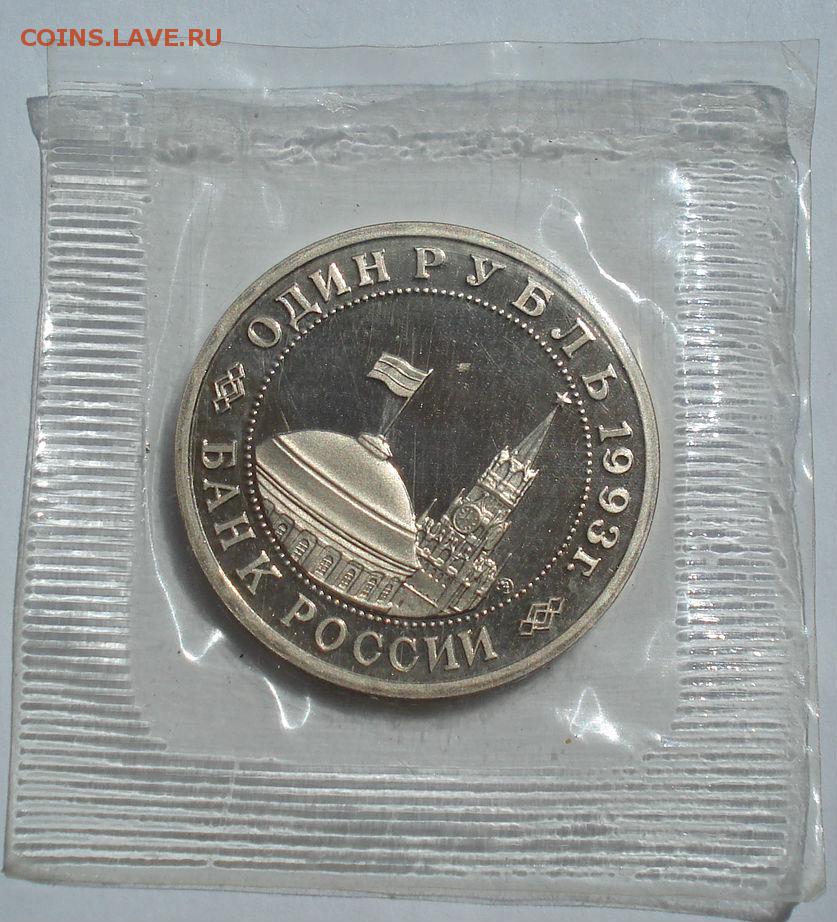 COINS.LAVE.RU
ОДИН РУБЛЬ 1993г.
БАНК РОССИИ